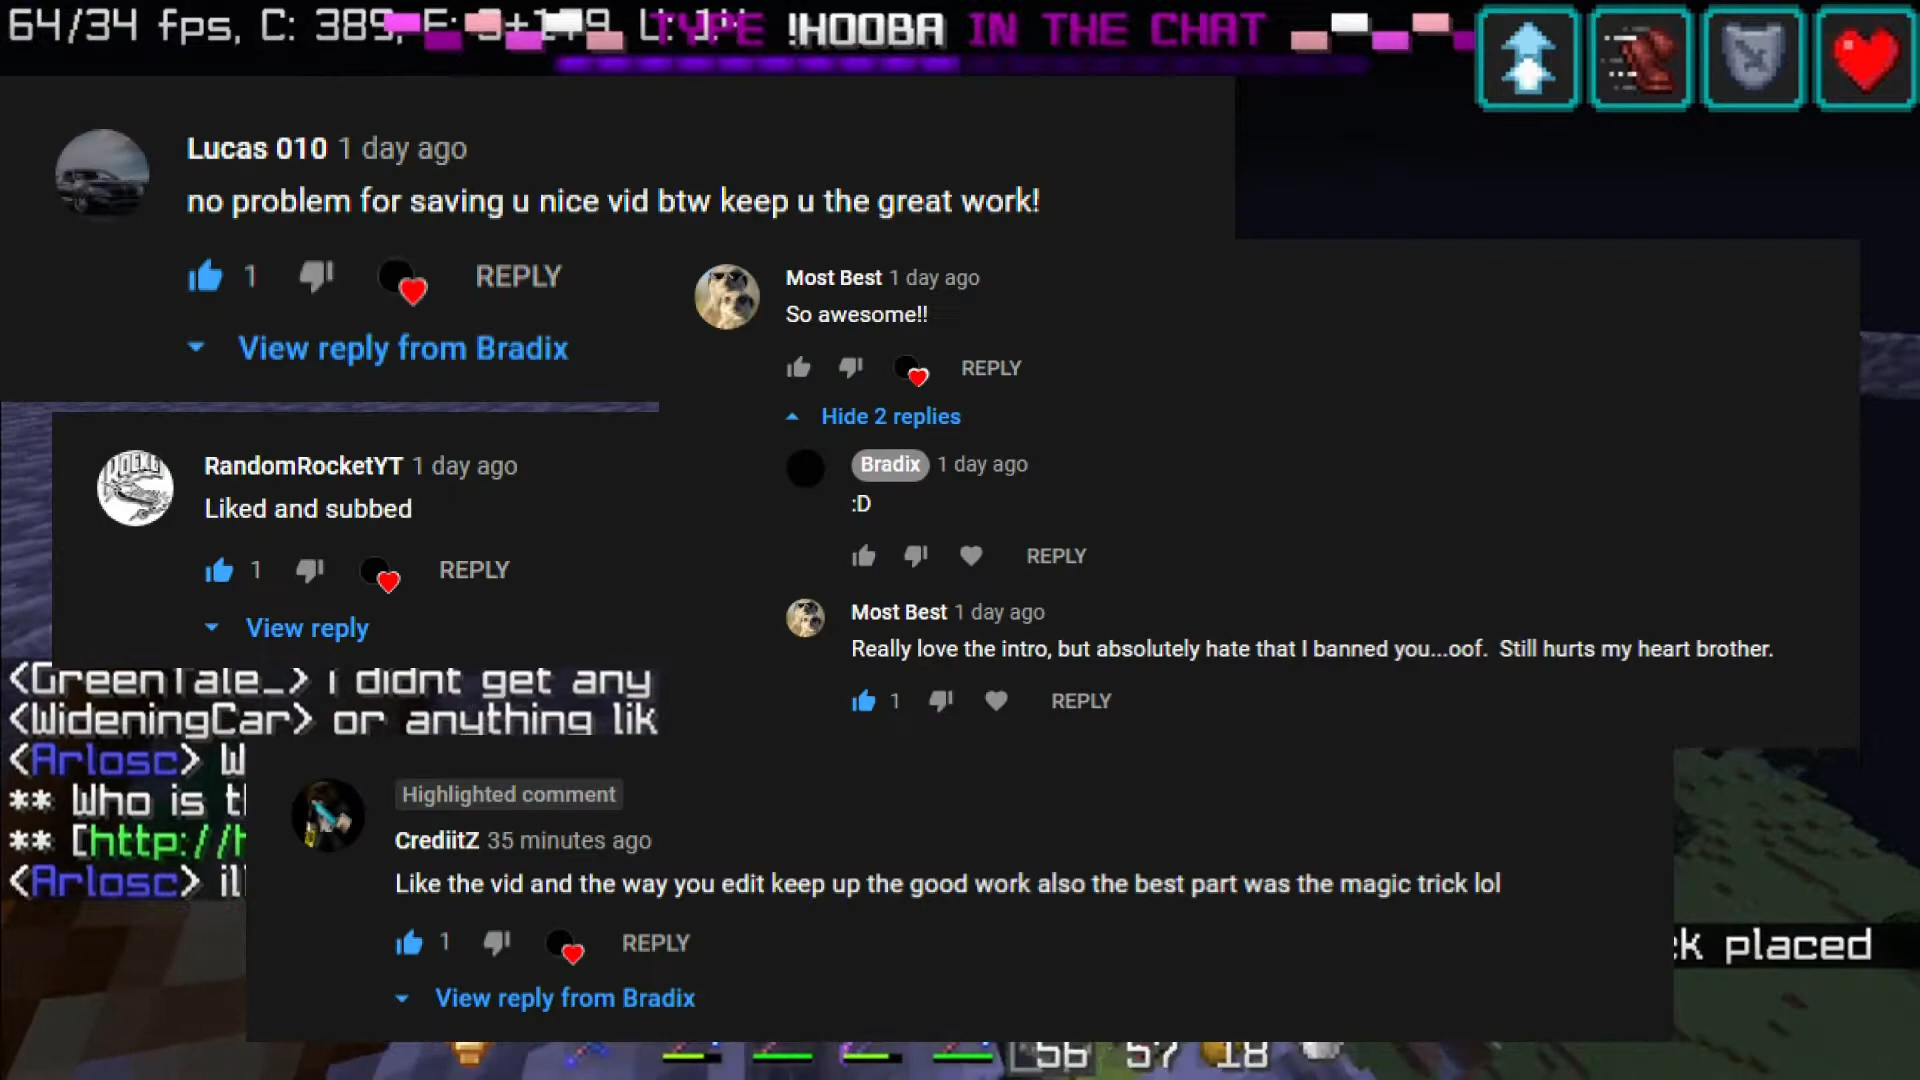 64/34 fps, C: 389,
TYPE !HOOBA IN THE CHAT
Lucas 010 1 day ago
no problem for saving u nice vid btw keep u the great work!
1 REPLY
View reply from Bradix
Most Best 1 day ago
So awesome!!
REPLY
Hide 2 replies
Bradix 1 day ago
:D
REPLY
Most Best 1 day ago
Really love the intro, but absolutely hate that I banned you...oof. Still hurts my heart brother.
1 REPLY
RandomRocketYT 1 day ago
Liked and subbed
1 REPLY
View reply
<GreenTale_> i didnt get any
<WideningCar> or anything lik
<Arlosc> W
** Who is t
** [http://h
<Arlosc> il
Highlighted comment
CrediitZ 35 minutes ago
Like the vid and the way you edit keep up the good work also the best part was the magic trick lol
1 REPLY
View reply from Bradix
ck placed
56 57 18